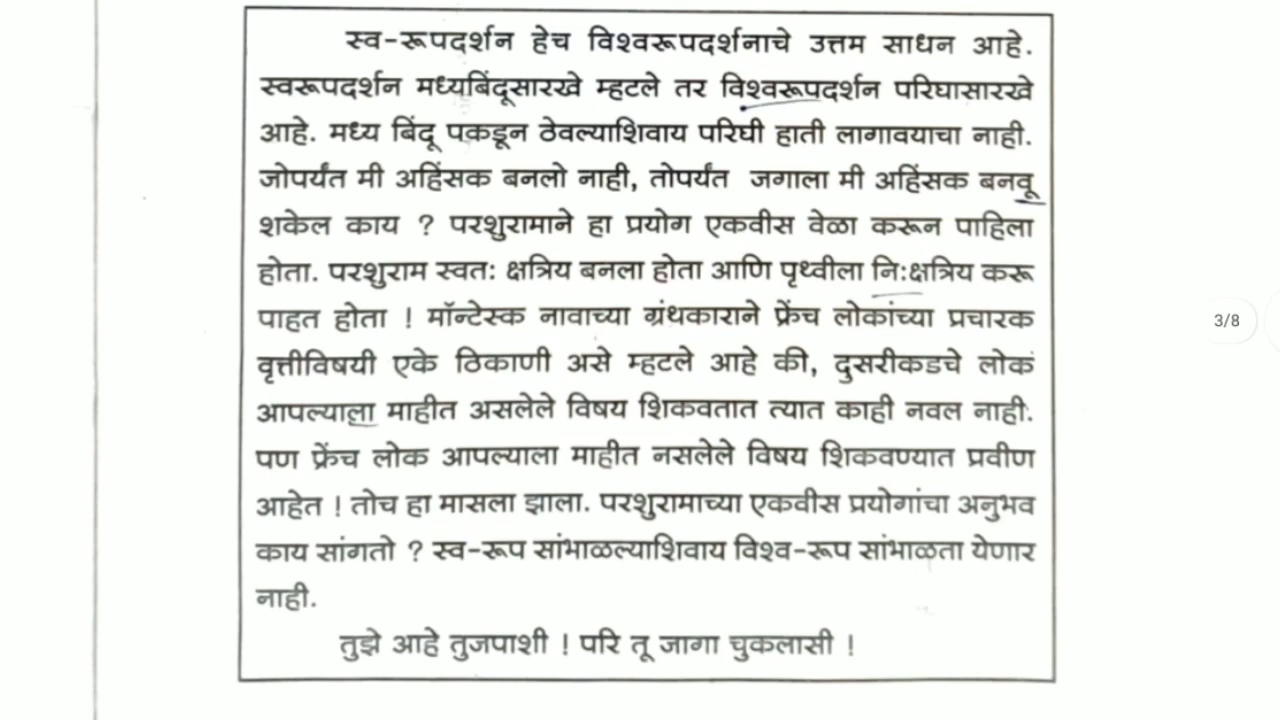 स्व-रूपदर्शन हेच विश्वरूपदर्शनाचे उत्तम साधन आहे.
स्वरूपदर्शन मध्यबिंदूसारखे म्हटले तर विश्वरूपदर्शन परिघासारखे
आहे. मध्य बिंदू पकडून ठेवल्याशिवाय परिघी हाती लागावयाचा नाही.
जोपर्यंत मी अहिंसक बनलो नाही, तोपर्यंत जगाला मी अहिंसक बनवू
शकेल काय ? परशुरामाने हा प्रयोग एकवीस वेळा करून पाहिला
होता. परशुराम स्वतः क्षत्रिय बनला होता आणि पृथ्वीला निःक्षत्रिय करू
पाहत होता ! मॉन्टेस्क नावाच्या ग्रंथकाराने फ्रेंच लोकांच्या प्रचारक
वृत्तीविषयी एके ठिकाणी असे म्हटले आहे की, दुसरीकडचे लोक
आपल्याला माहीत असलेले विषय शिकवतात त्यात काही नवल नाही.
पण फ्रेंच लोक आपल्याला माहीत नसलेले विषय शिकवण्यात प्रवीण
आहेत ! तोच हा मासला झाला. परशुरामाच्या एकवीस प्रयोगांचा अनुभव
काय सांगतो ? स्व-रूप सांभाळल्याशिवाय विश्व-रूप सांभाळता येणार
नाही.
तुझे आहे तुजपाशी ! परि तू जागा चुकलासी !
3/8